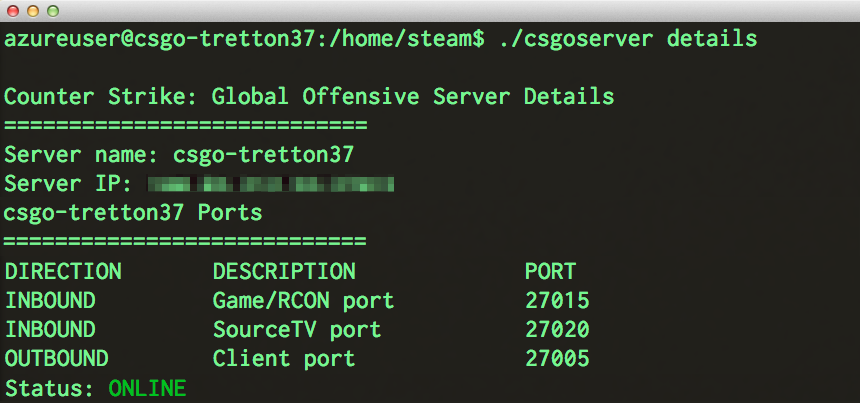 azureuser@csgo-tretton37:/home/steam$ ./csgoserver details
Counter Strike: Global Offensive Server Details
============================
Server name: csgo-tretton37
Server IP:
csgo-tretton37 Ports
============================
DIRECTION DESCRIPTION PORT
INBOUND Game/RCON port 27015
INBOUND SourceTV port 27020
OUTBOUND Client port 27005
Status: ONLINE